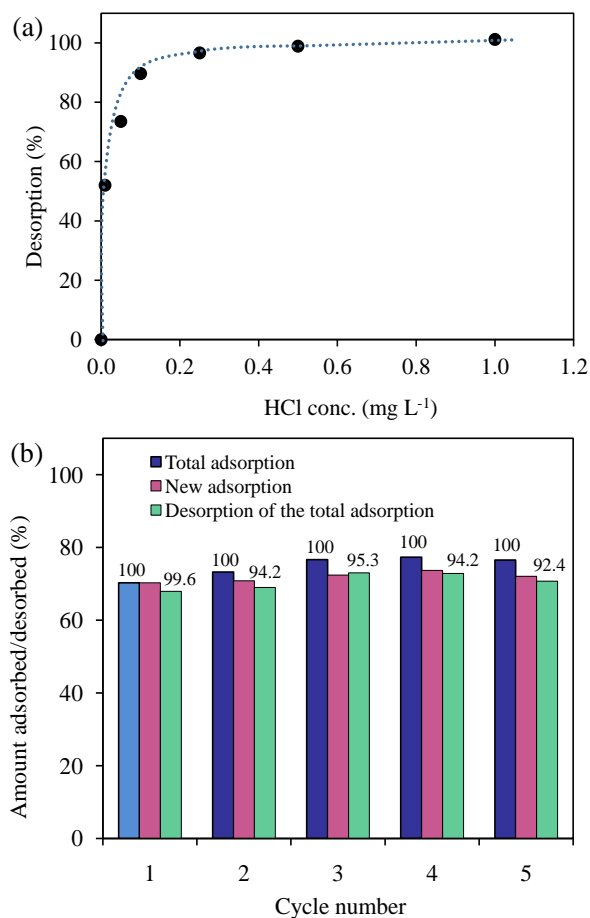 (a)
100
80
60
40
20
0
Desorption (%)
0.0 0.2 0.4 0.6 0.8 1.0 1.2
HCl conc. (mg L⁻¹)
(b)
Total adsorption
New adsorption
Desorption of the total adsorption
100
80
60
40
20
0
Amount adsorbed/desorbed (%)
100 99.6 100 94.2 100 95.3 100 94.2 100 92.4
1 2 3 4 5
Cycle number